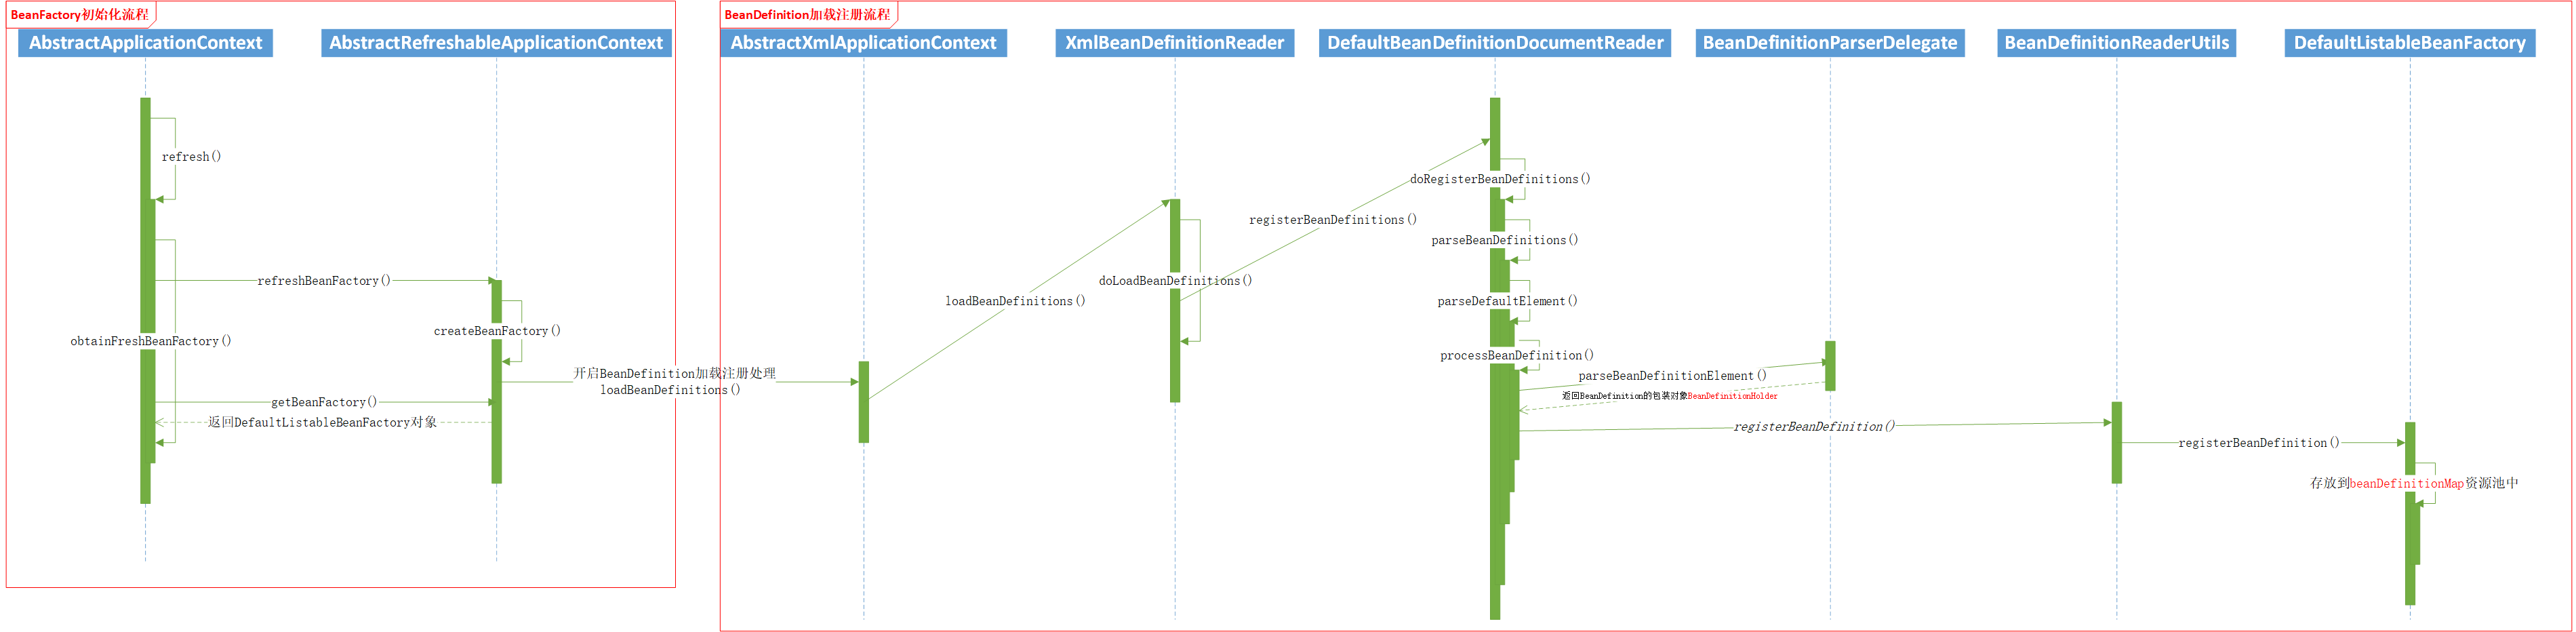 BeanFactory初始化流程
AbstractApplicationContext
AbstractRefreshableApplicationContext
refresh()
refreshBeanFactory()
createBeanFactory()
obtainFreshBeanFactory()
开启BeanDefinition加载注册处理
loadBeanDefinitions()
getBeanFactory()
返回DefaultListableBeanFactory对象
BeanDefinition加载注册流程
AbstractXmlApplicationContext
XmlBeanDefinitionReader
DefaultBeanDefinitionDocumentReader
BeanDefinitionParserDelegate
BeanDefinitionReaderUtils
DefaultListableBeanFactory
loadBeanDefinitions()
doLoadBeanDefinitions()
registerBeanDefinitions()
doRegisterBeanDefinitions()
parseBeanDefinitions()
parseDefaultElement()
processBeanDefinition()
parseBeanDefinitionElement()
返回BeanDefinition的包装对象BeanDefinitionHolder
registerBeanDefinition()
registerBeanDefinition()
存放到beanDefinitionMap资源池中